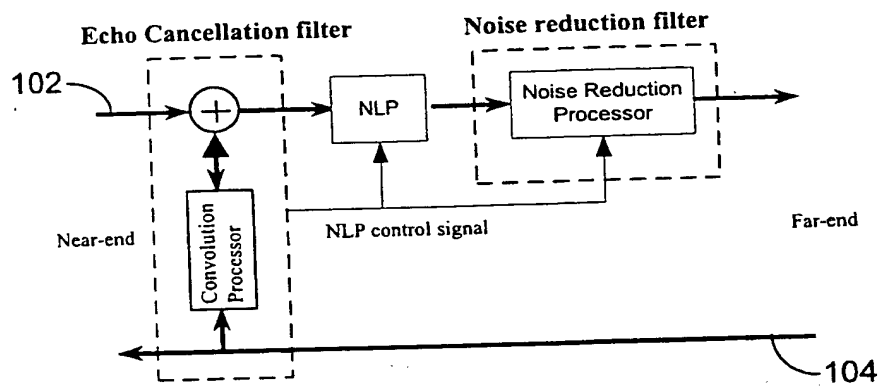 Echo Cancellation filter
Noise reduction filter
102
+
NLP
Noise Reduction
Processor
Convolution
Processor
NLP control signal
Near-end
Far-end
104